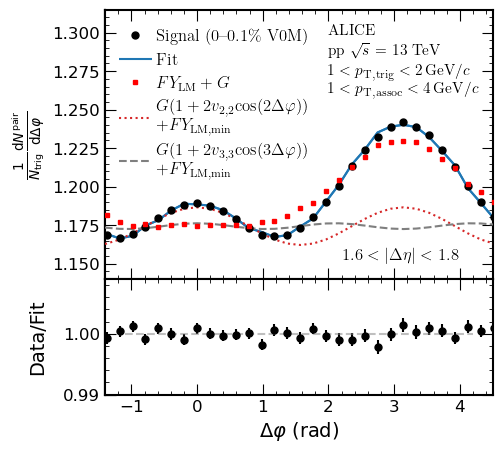 1.300
1.275
1.250
1.225
1.200
1.175
1.150
1/N_trig dN^pair/dΔφ
Signal (0–0.1% V0M)
Fit
FY_LM + G
G(1 + 2v_2,2cos(2Δφ))
+FY_LM,min
G(1 + 2v_3,3cos(3Δφ))
+FY_LM,min
ALICE
pp √s = 13 TeV
1 < p_T,trig < 2 GeV/c
1 < p_T,assoc < 4 GeV/c
1.6 < |Δη| < 1.8
Data/Fit
1.00
0.99
−1 0 1 2 3 4
Δφ (rad)